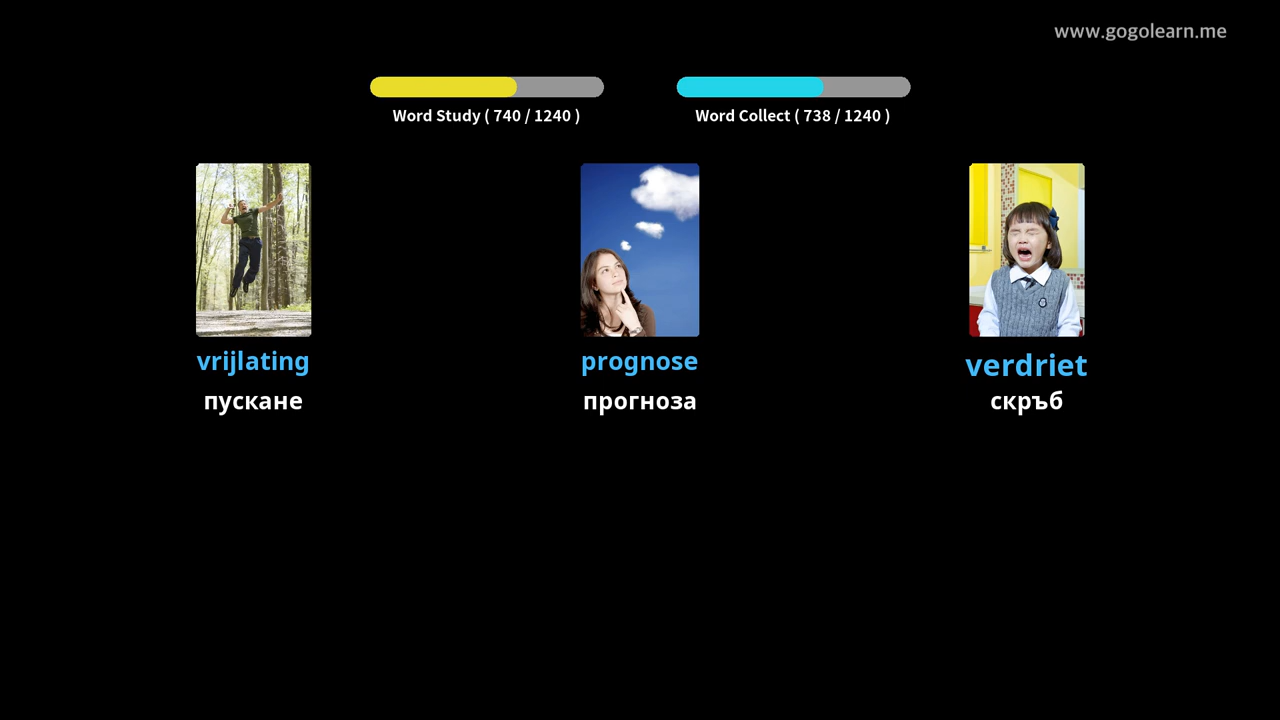 www.gogolearn.me
Word Study ( 740 / 1240 )
Word Collect ( 738 / 1240 )
vrijlating
пускане
prognose
прогноза
verdriet
скръб